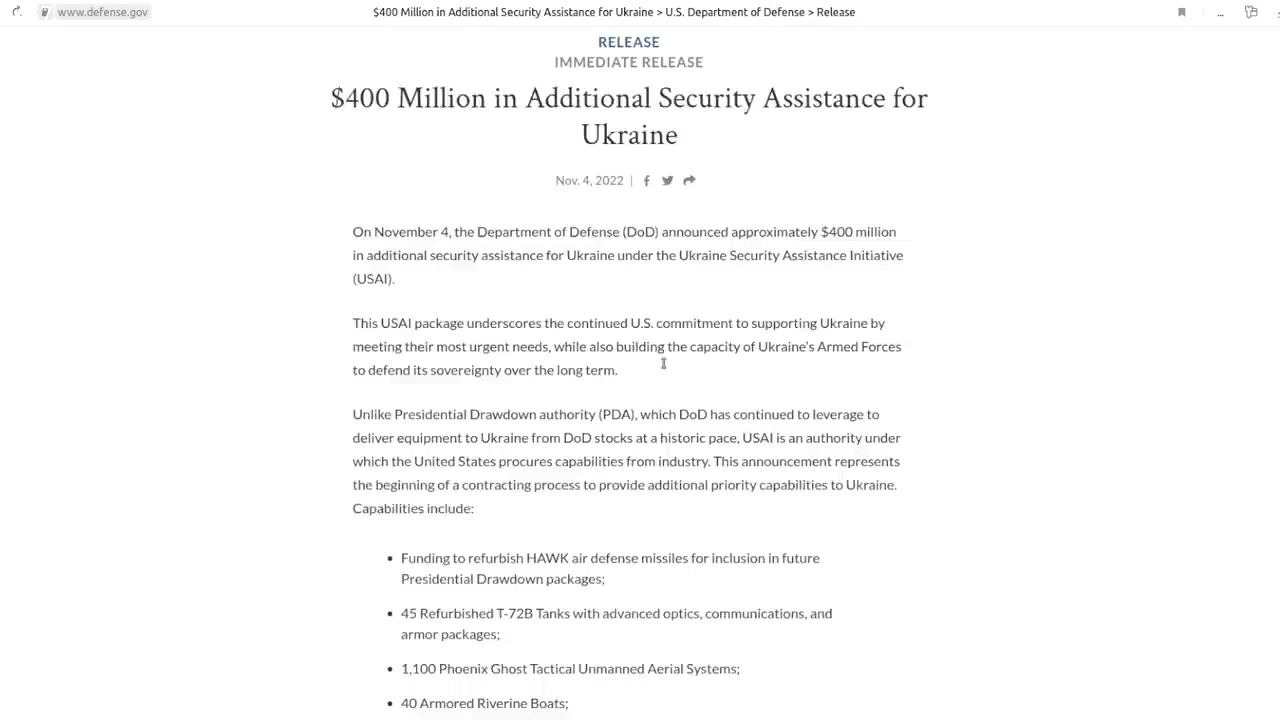 www.defense.gov
$400 Million in Additional Security Assistance for Ukraine > U.S. Department of Defense > Release
...
RELEASE
IMMEDIATE RELEASE
$400 Million in Additional Security Assistance for
Ukraine
Nov. 4, 2022 |
On November 4, the Department of Defense (DoD) announced approximately $400 million
in additional security assistance for Ukraine under the Ukraine Security Assistance Initiative
(USAI).
This USAI package underscores the continued U.S. commitment to supporting Ukraine by
meeting their most urgent needs, while also building the capacity of Ukraine's Armed Forces
to defend its sovereignty over the long term.
Unlike Presidential Drawdown authority (PDA), which DoD has continued to leverage to
deliver equipment to Ukraine from DoD stocks at a historic pace, USAI is an authority under
which the United States procures capabilities from industry. This announcement represents
the beginning of a contracting process to provide additional priority capabilities to Ukraine.
Capabilities include:
• Funding to refurbish HAWK air defense missiles for inclusion in future
Presidential Drawdown packages;
• 45 Refurbished T-72B Tanks with advanced optics, communications, and
armor packages;
• 1,100 Phoenix Ghost Tactical Unmanned Aerial Systems;
• 40 Armored Riverine Boats;